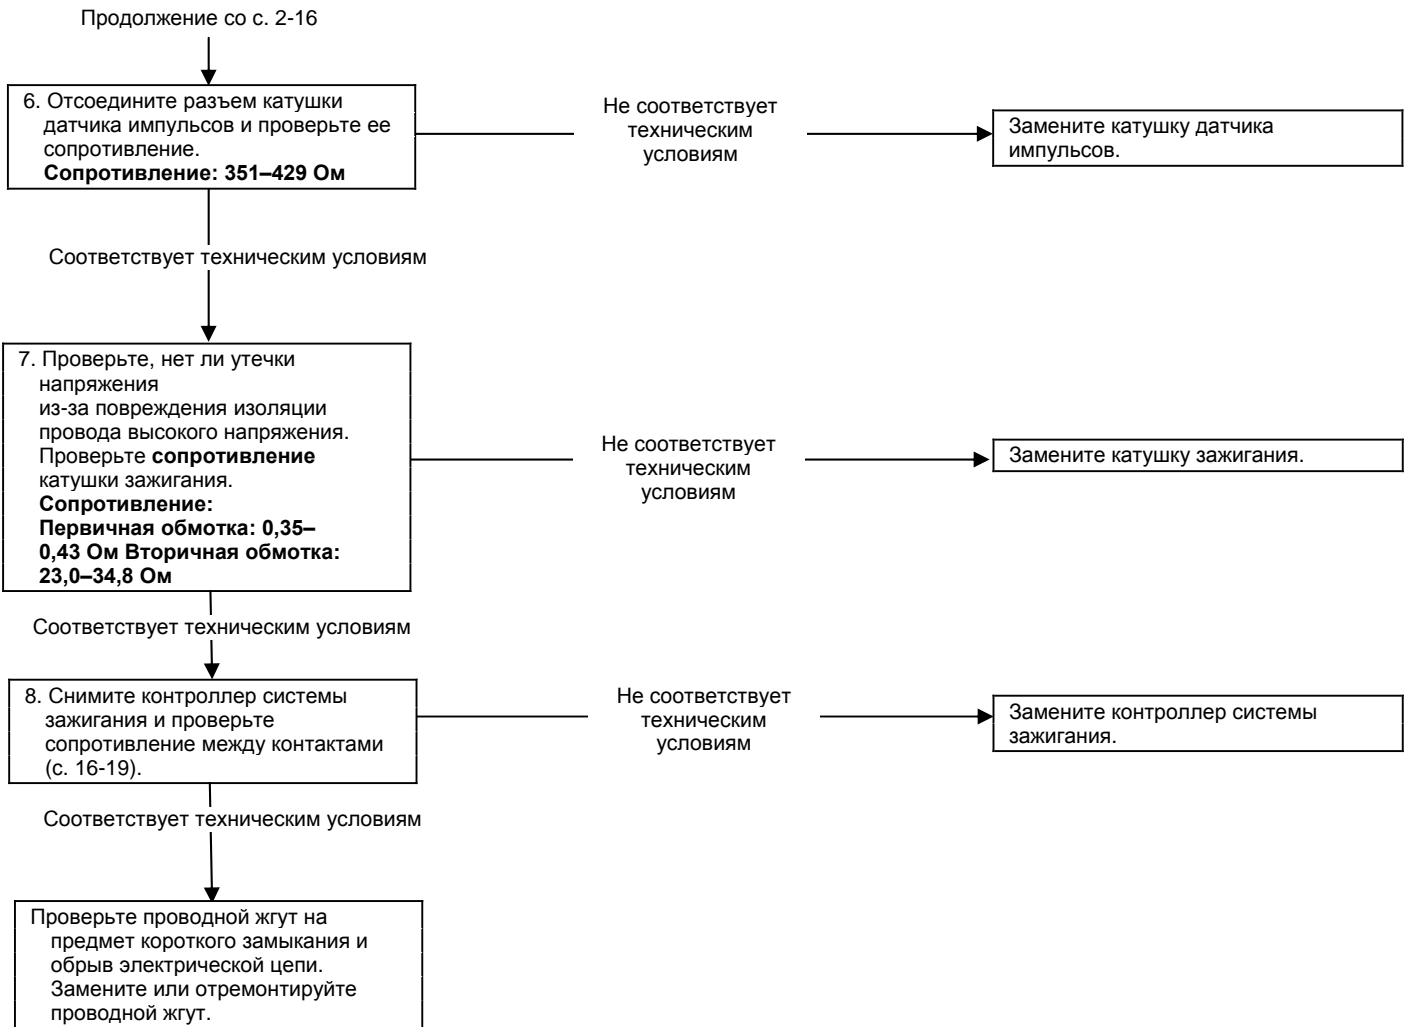 Продолжение со с. 2-16
6. Отсоедините разъем катушки
датчика импульсов и проверьте ее
сопротивление.
Сопротивление: 351–429 Ом
Не соответствует
техническим
условиям
Замените катушку датчика
импульсов.
Соответствует техническим условиям
7. Проверьте, нет ли утечки
напряжения
из-за повреждения изоляции
провода высокого напряжения.
Проверьте сопротивление
катушки зажигания.
Сопротивление:
Первичная обмотка: 0,35–
0,43 Ом Вторичная обмотка:
23,0–34,8 Ом
Не соответствует
техническим
условиям
Замените катушку зажигания.
Соответствует техническим условиям
8. Снимите контроллер системы
зажигания и проверьте
сопротивление между контактами
(с. 16-19).
Не соответствует
техническим
условиям
Замените контроллер системы
зажигания.
Соответствует техническим условиям
Проверьте проводной жгут на
предмет короткого замыкания и
обрыв электрической цепи.
Замените или отремонтируйте
проводной жгут.